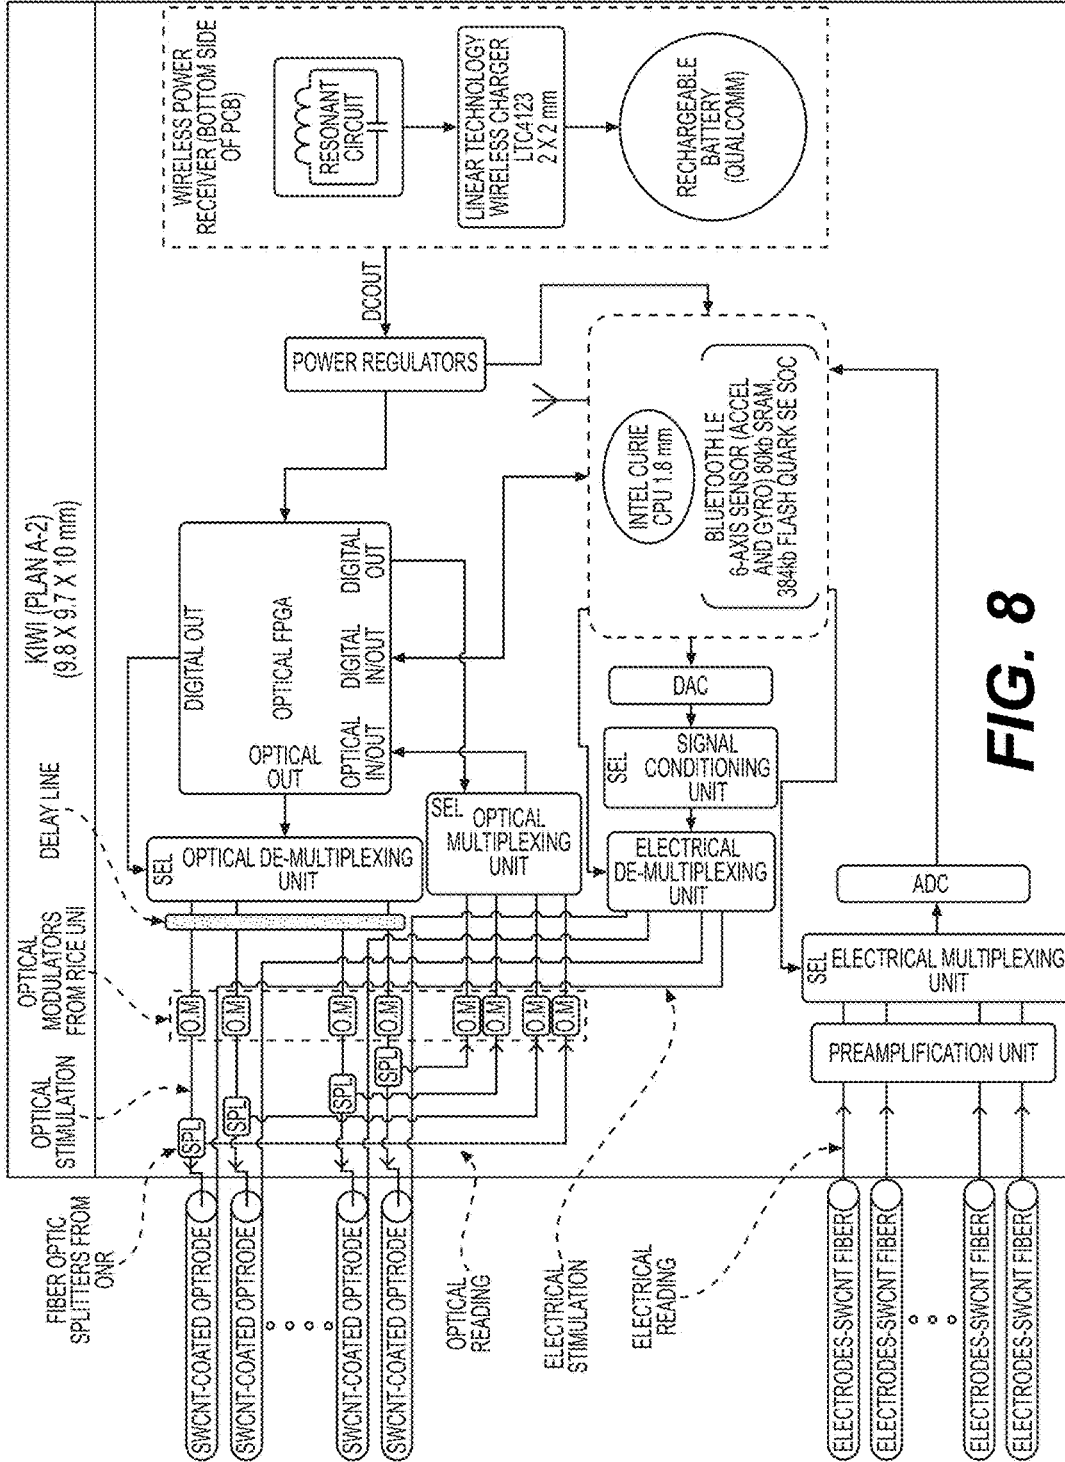 KIWI (PLAN A-2)
(9.8 X 9.7 X 10 mm)
WIRELESS POWER
RECEIVER (BOTTOM SIDE
OF PCB)
RESONANT
CIRCUIT
LINEAR TECHNOLOGY
WIRELESS CHARGER
LTC4123
2 X 2 mm
RECHARGEABLE
BATTERY
(QUALCOMM)
DCOUT
POWER REGULATORS
DIGITAL OUT
OPTICAL FPGA
OPTICAL
OUT
OPTICAL
IN/OUT
DIGITAL
IN/OUT
DIGITAL
OUT
INTEL CURIE
CPU 1.8 mm
BLUETOOTH LE
6-AXIS SENSOR (ACCEL
AND GYRO) 80kb SRAM,
384kb FLASH QUARK SE SOC
DELAY LINE
SEL
OPTICAL DE-MULTIPLEXING
UNIT
SEL
OPTICAL
MULTIPLEXING
UNIT
DAC
SEL
SIGNAL
CONDITIONING
UNIT
ELECTRICAL
DE-MULTIPLEXING
UNIT
ADC
SEL
ELECTRICAL MULTIPLEXING
UNIT
PREAMPLIFICATION UNIT
OPTICAL
MODULATORS
FROM RICE UNI
O.M
O.M
O.M
O.M
O.M
O.M
O.M
O.M
OPTICAL
STIMULATION
SPL
SPL
SPL
SPL
FIBER OPTIC
SPLITTERS FROM
ONR
SWCNT-COATED OPTRODE
SWCNT-COATED OPTRODE
SWCNT-COATED OPTRODE
SWCNT-COATED OPTRODE
OPTICAL
READING
ELECTRICAL
STIMULATION
ELECTRICAL
READING
ELECTRODES-SWCNT FIBER
ELECTRODES-SWCNT FIBER
ELECTRODES-SWCNT FIBER
ELECTRODES-SWCNT FIBER
FIG. 8